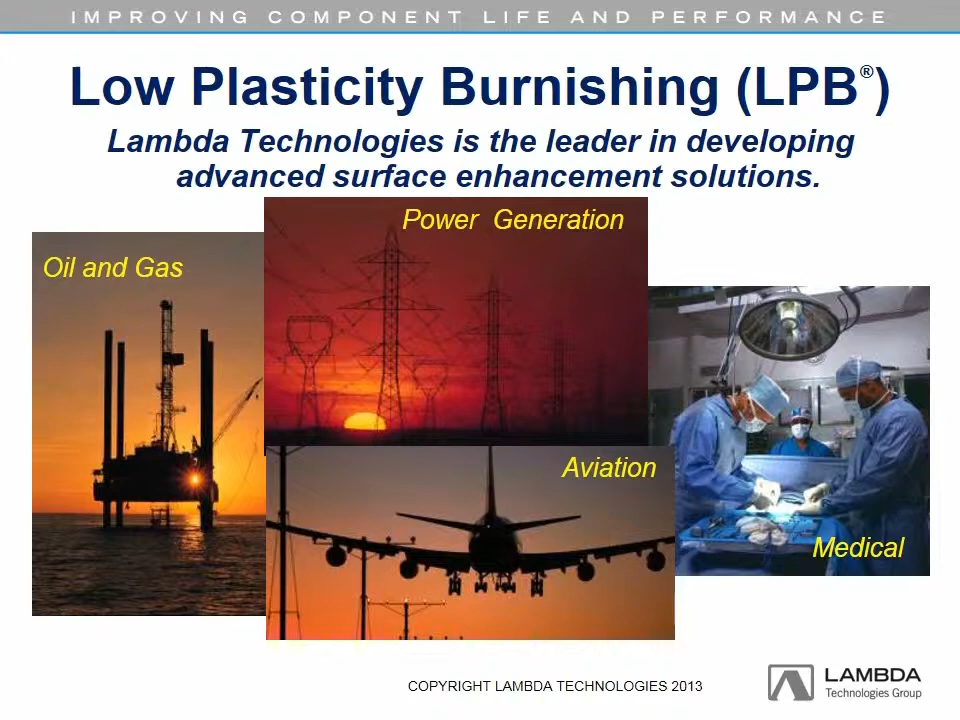 IMPROVING COMPONENT LIFE AND PERFORMANCE
Low Plasticity Burnishing (LPB®)
Lambda Technologies is the leader in developing
advanced surface enhancement solutions.
Power Generation
Oil and Gas
Aviation
Medical
COPYRIGHT LAMBDA TECHNOLOGIES 2013
LAMBDA
Technologies Group